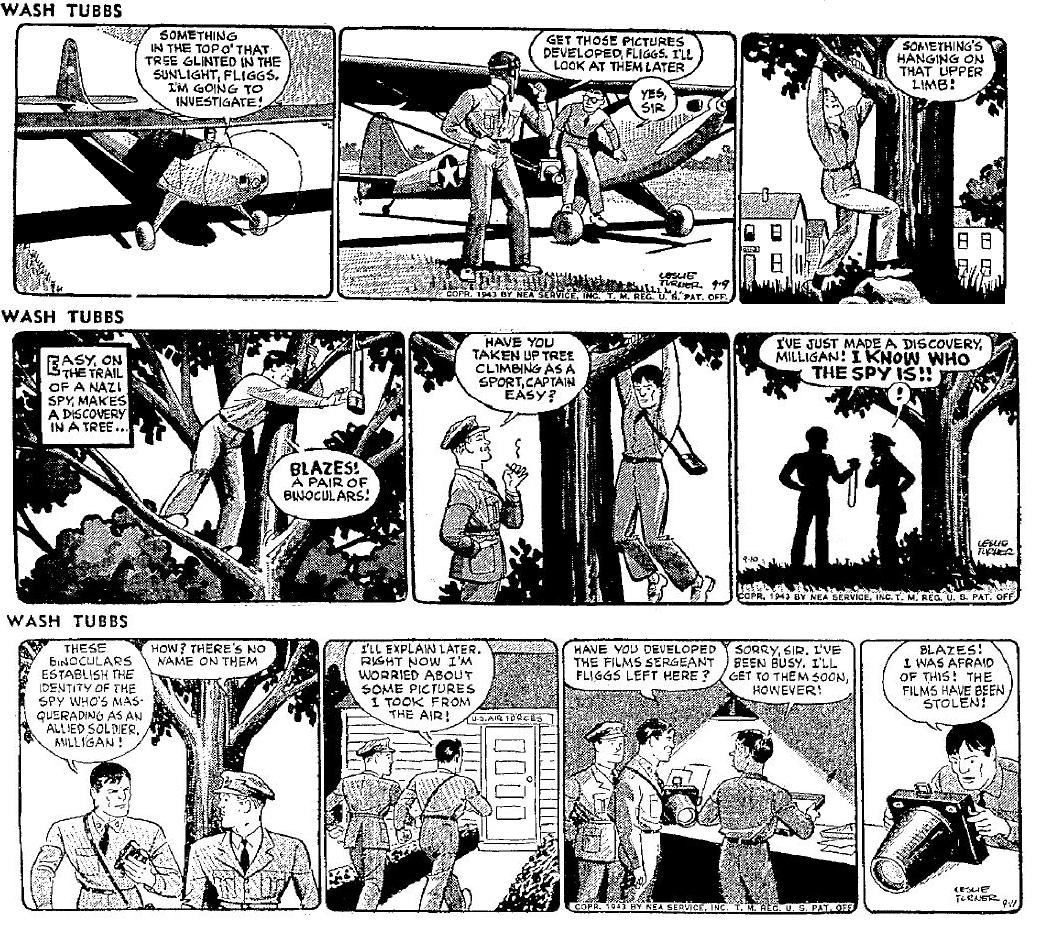 WASH TUBBS
SOMETHING
IN THE TOP O' THAT
TREE GLINTED IN THE
SUNLIGHT, FLIGGS.
I'M GOING TO
INVESTIGATE!
GET THOSE PICTURES
DEVELOPED, FLIGGS. I'LL
LOOK AT THEM LATER
YES,
SIR
LESLIE
TURNER
9-9
COPR. 1943 BY NEA SERVICE, INC. T. M. REG. U. S. PAT. OFF.
SOMETHING'S
HANGING ON
THAT UPPER
LIMB!
WASH TUBBS
EASY, ON
THE TRAIL
OF A NAZI
SPY, MAKES
A DISCOVERY
IN A TREE...
BLAZES!
A PAIR OF
BINOCULARS!
HAVE YOU
TAKEN UP TREE
CLIMBING AS A
SPORT, CAPTAIN
EASY?
I'VE JUST MADE A DISCOVERY,
MILLIGAN! I KNOW WHO
THE SPY IS!!
!
LESLIE
TURNER
9-10
COPR. 1943 BY NEA SERVICE, INC. T. M. REG. U. S. PAT. OFF.
WASH TUBBS
THESE
BINOCULARS
ESTABLISH THE
IDENTITY OF THE
SPY WHO'S MAS-
QUERADING AS AN
ALLIED SOLDIER,
MILLIGAN!
HOW? THERE'S NO
NAME ON THEM
I'LL EXPLAIN LATER.
RIGHT NOW I'M
WORRIED ABOUT
SOME PICTURES
I TOOK FROM
THE AIR!
U.S. AIR FORCES
HAVE YOU DEVELOPED
THE FILMS SERGEANT
FLIGGS LEFT HERE?
SORRY, SIR. I'VE
BEEN BUSY. I'LL
GET TO THEM SOON,
HOWEVER!
COPR. 1943 BY NEA SERVICE, INC. T. M. REG. U. S. PAT. OFF.
BLAZES!
I WAS AFRAID
OF THIS! THE
FILMS HAVE BEEN
STOLEN!
LESLIE
TURNER
9-11